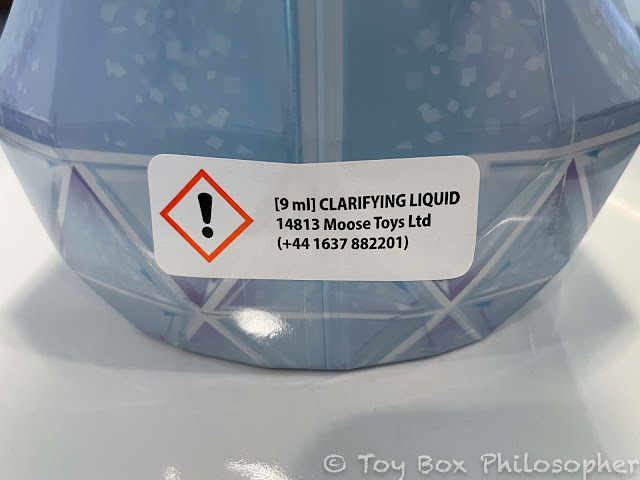 [9 ml] CLARIFYING LIQUID
14813 Moose Toys Ltd
(+44 1637 882201)
© Toy Box Philosopher